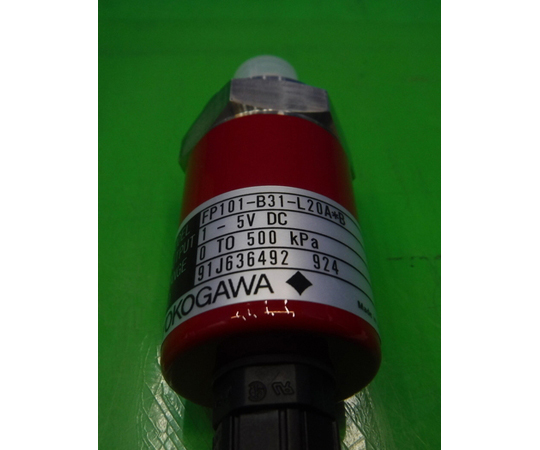 FP101-B31-L20A*B
1 - 5V DC
0 TO 500 kPa
91J636492 924
OKOGAWA